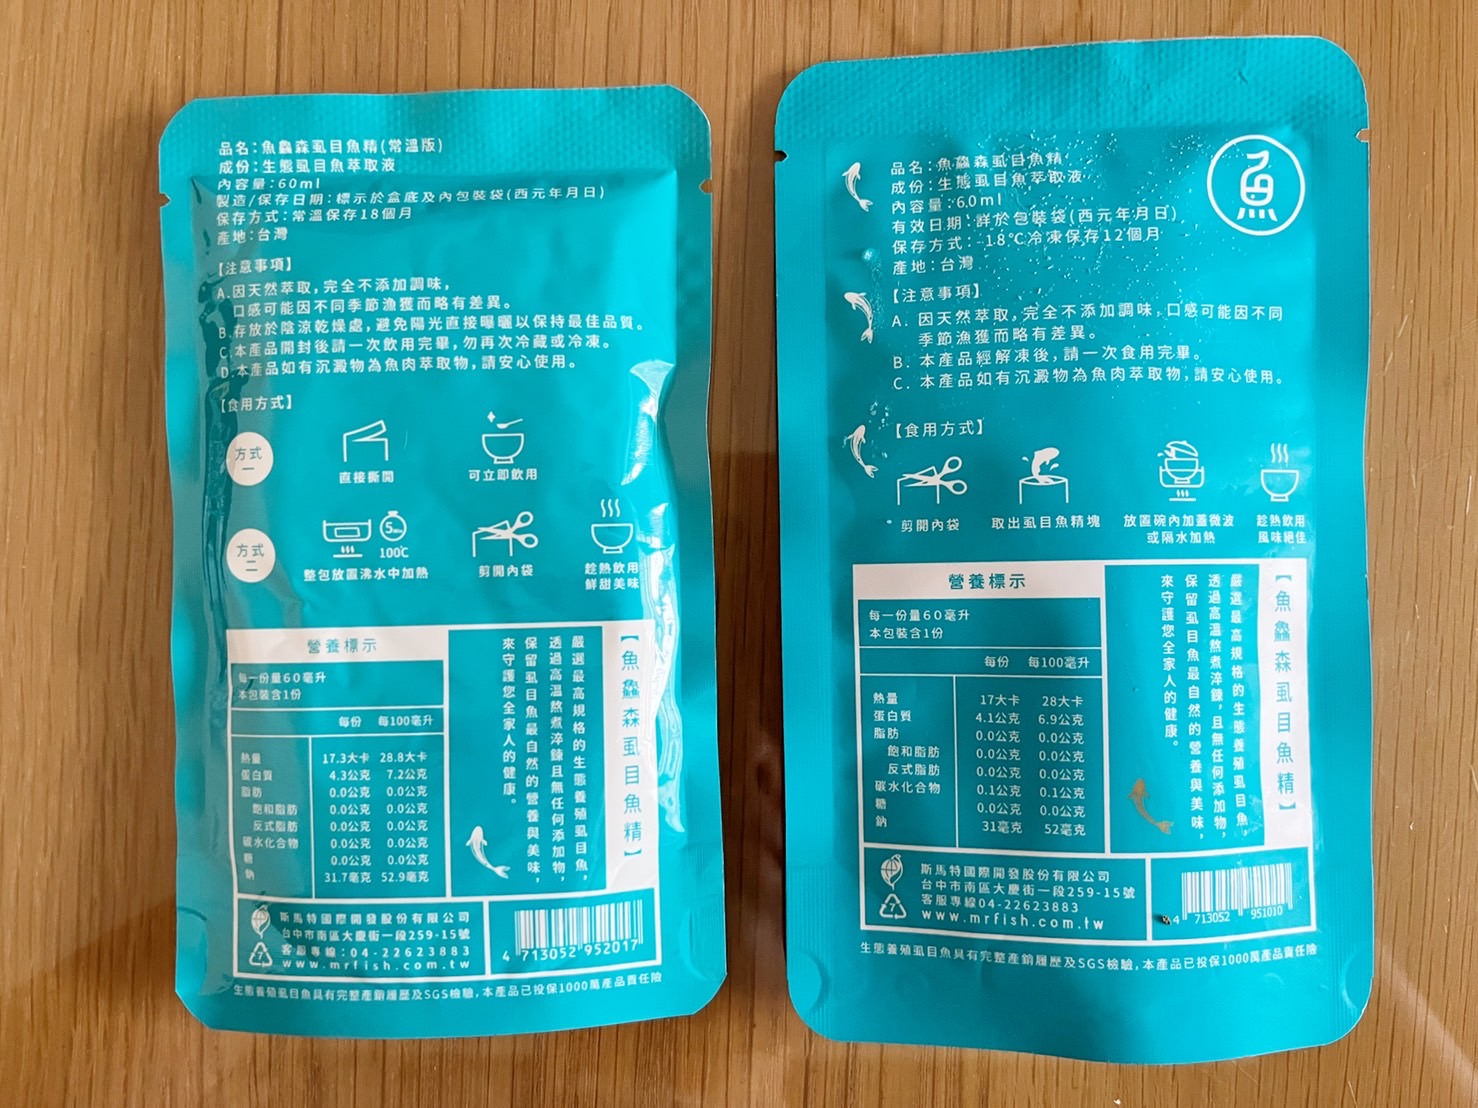 品名:魚鱻森虱目魚精(常溫版)
成份:生態虱目魚萃取液
內容量:60ml
製造/保存日期:標示於盒底及內包裝袋(西元年月日)
保存方式:常溫保存18個月
產地:台灣
【注意事項】
A.因天然萃取,完全不添加調味,
口感可能因不同季節漁獲而略有差異。
B.存放於陰涼乾燥處,避免陽光直接曝曬以保持最佳品質。
C.本產品開封後請一次飲用完畢,勿再次冷藏或冷凍。
D.本產品如有沉澱物為魚肉萃取物,請安心使用。
【食用方式】
方式
一
直接撕開
可立即飲用
方式
二
5
100℃
整包放置沸水中加熱
剪開內袋
趁熱飲用
鮮甜美味
營養標示
每一份量60毫升
本包裝含1份
每份 每100毫升
熱量 17.3大卡 28.8大卡
蛋白質 4.3公克 7.2公克
脂肪 0.0公克 0.0公克
飽和脂肪 0.0公克 0.0公克
反式脂肪 0.0公克 0.0公克
碳水化合物 0.0公克 0.0公克
糖 0.0公克 0.0公克
鈉 31.7毫克 52.9毫克
【魚鱻森虱目魚精】
嚴選最高規格的生態養殖虱目魚,
透過高溫熬煮淬鍊且無任何添加物,
保留虱目魚最自然的營養與美味,
來守護您全家人的健康。
7
斯馬特國際開發股份有限公司
台中市南區大慶街一段259-15號
客服專線:04-22623883
www.mrfish.com.tw
4 713052 952017
生態養殖虱目魚具有完整產銷履歷及SGS檢驗,本產品已投保1000萬產品責任險
魚
品名:魚鱻森虱目魚精
成份:生態虱目魚萃取液
內容量:60ml
有效日期:詳於包裝袋(西元年月日)
保存方式:-18℃冷凍保存12個月
產地:台灣
【注意事項】
A. 因天然萃取,完全不添加調味,口感可能因不同
季節漁獲而略有差異。
B. 本產品經解凍後,請一次食用完畢。
C. 本產品如有沉澱物為魚肉萃取物,請安心使用。
【食用方式】
剪開內袋
取出虱目魚精塊
放置碗內加蓋微波
或隔水加熱
趁熱飲用
風味絕佳
營養標示
每一份量60毫升
本包裝含1份
每份 每100毫升
熱量 17大卡 28大卡
蛋白質 4.1公克 6.9公克
脂肪 0.0公克 0.0公克
飽和脂肪 0.0公克 0.0公克
反式脂肪 0.0公克 0.0公克
碳水化合物 0.1公克 0.1公克
糖 0.0公克 0.0公克
鈉 31毫克 52毫克
【魚鱻森虱目魚精】
嚴選最高規格的生態養殖虱目魚,
透過高溫熬煮淬鍊,且無任何添加物,
保留虱目魚最自然的營養與美味,
來守護您全家人的健康。
7
斯馬特國際開發股份有限公司
台中市南區大慶街一段259-15號
客服專線04-22623883
www.mrfish.com.tw
4 713052 951010
生態養殖虱目魚具有完整產銷履歷及SGS檢驗,本產品已投保1000萬產品責任險